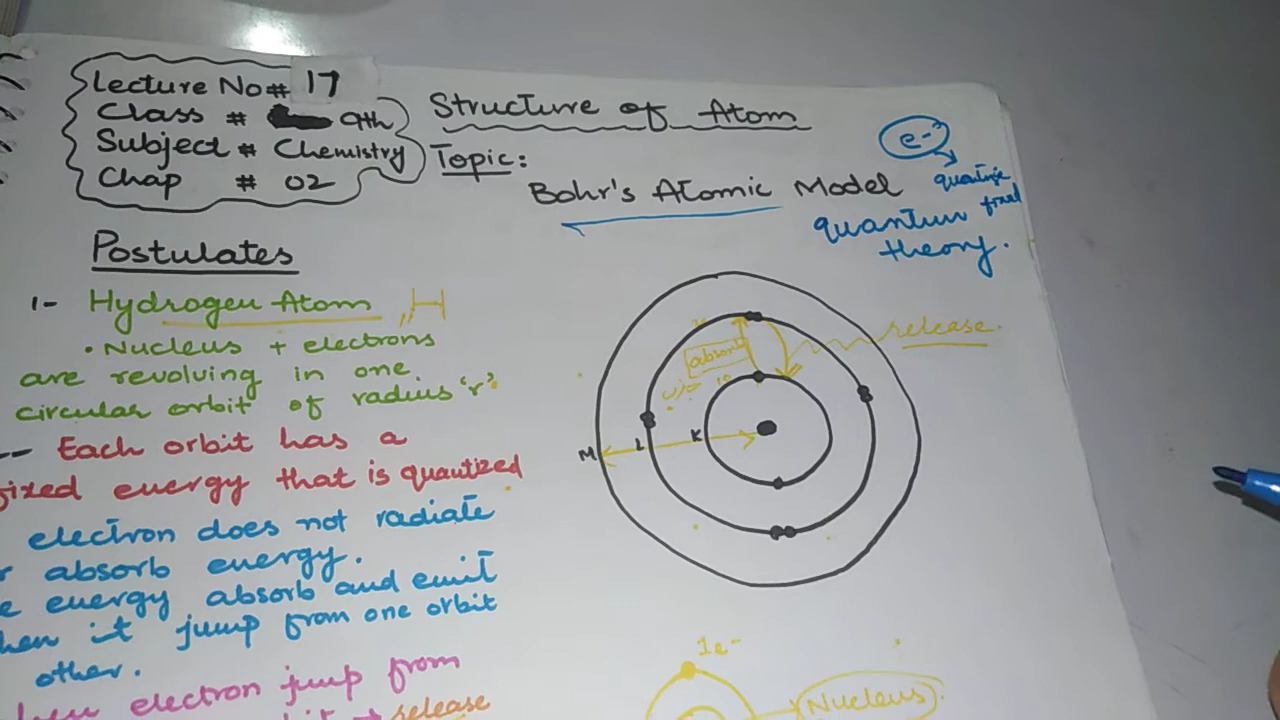 Lecture No# 17
Class # 9th
Subject # Chemistry
Chap # 02
Structure of Atom
Topic:
Bohr's Atomic Model
e-
quantum
theory.
Postulates
1- Hydrogen Atom, H
• Nucleus + electrons
are revolving in one
circular orbit of radius 'r'
-- Each orbit has a
fixed energy that is quantized
electron does not radiate
absorb energy.
energy absorb and emit
when it jump from one orbit
other.
electron jump from
release
absorb
release.
M
L
K
1e-
Nucleus